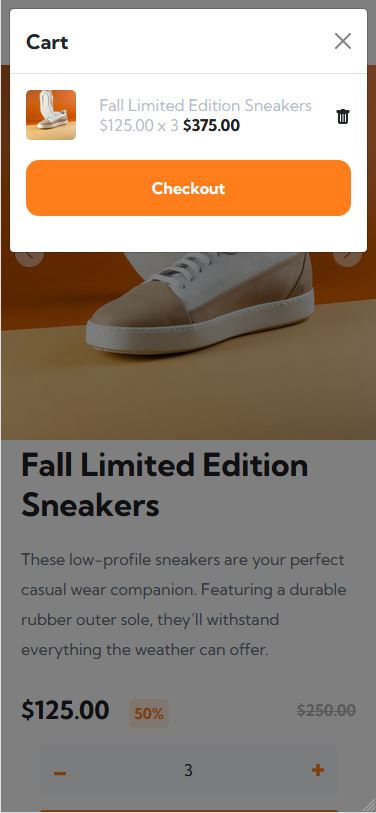 Cart
Fall Limited Edition Sneakers
$125.00 x 3 $375.00
Checkout
Fall Limited Edition
Sneakers
These low-profile sneakers are your perfect
casual wear companion. Featuring a durable
rubber outer sole, they'll withstand
everything the weather can offer.
$125.00 50% $250.00
3